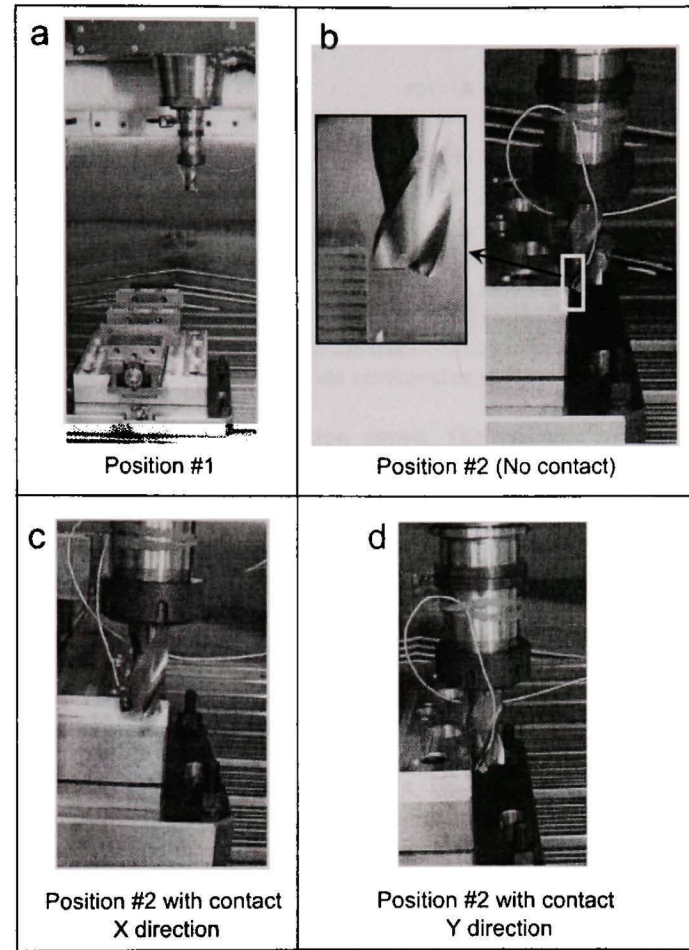 a
Position #1
b
Position #2 (No contact)
c
Position #2 with contact
X direction
d
Position #2 with contact
Y direction